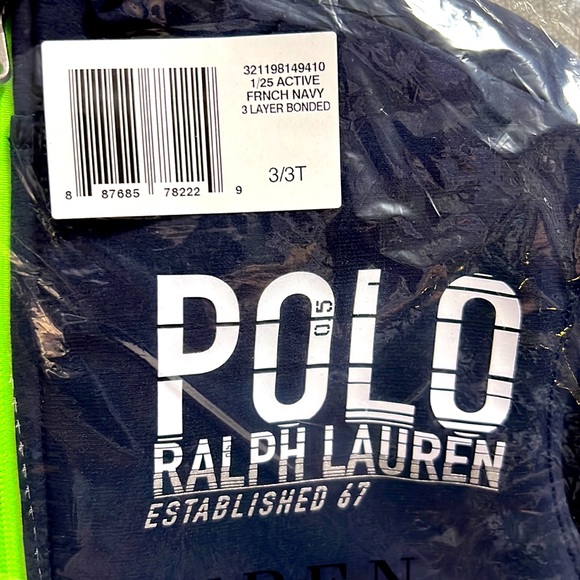 321198149410
1/25 ACTIVE
FRNCH NAVY
3 LAYER BONDED
3/3T
8 87685 78222 9
POLO
05
RALPH LAUREN
ESTABLISHED 67